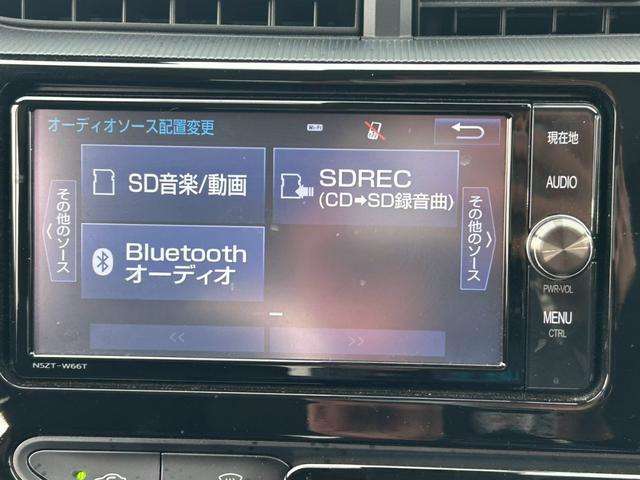 オーディオソース配置変更
Wi-Fi
現在地
SD音楽/動画
SDREC
(CD➡SD録音曲)
AUDIO
その他のソース
その他のソース
Bluetooth
オーディオ
PWR-VOL
MENU
CTRL
<<
>>
NSZT-W66T